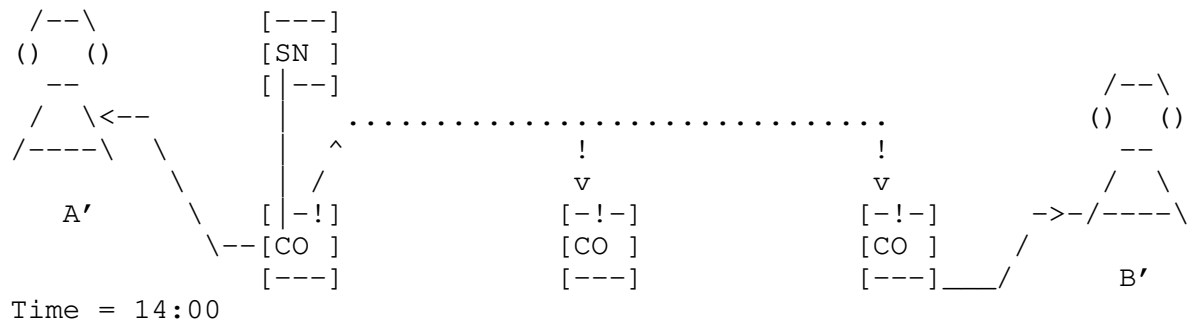 SN
A'
CO CO CO
B'
Time = 14:00